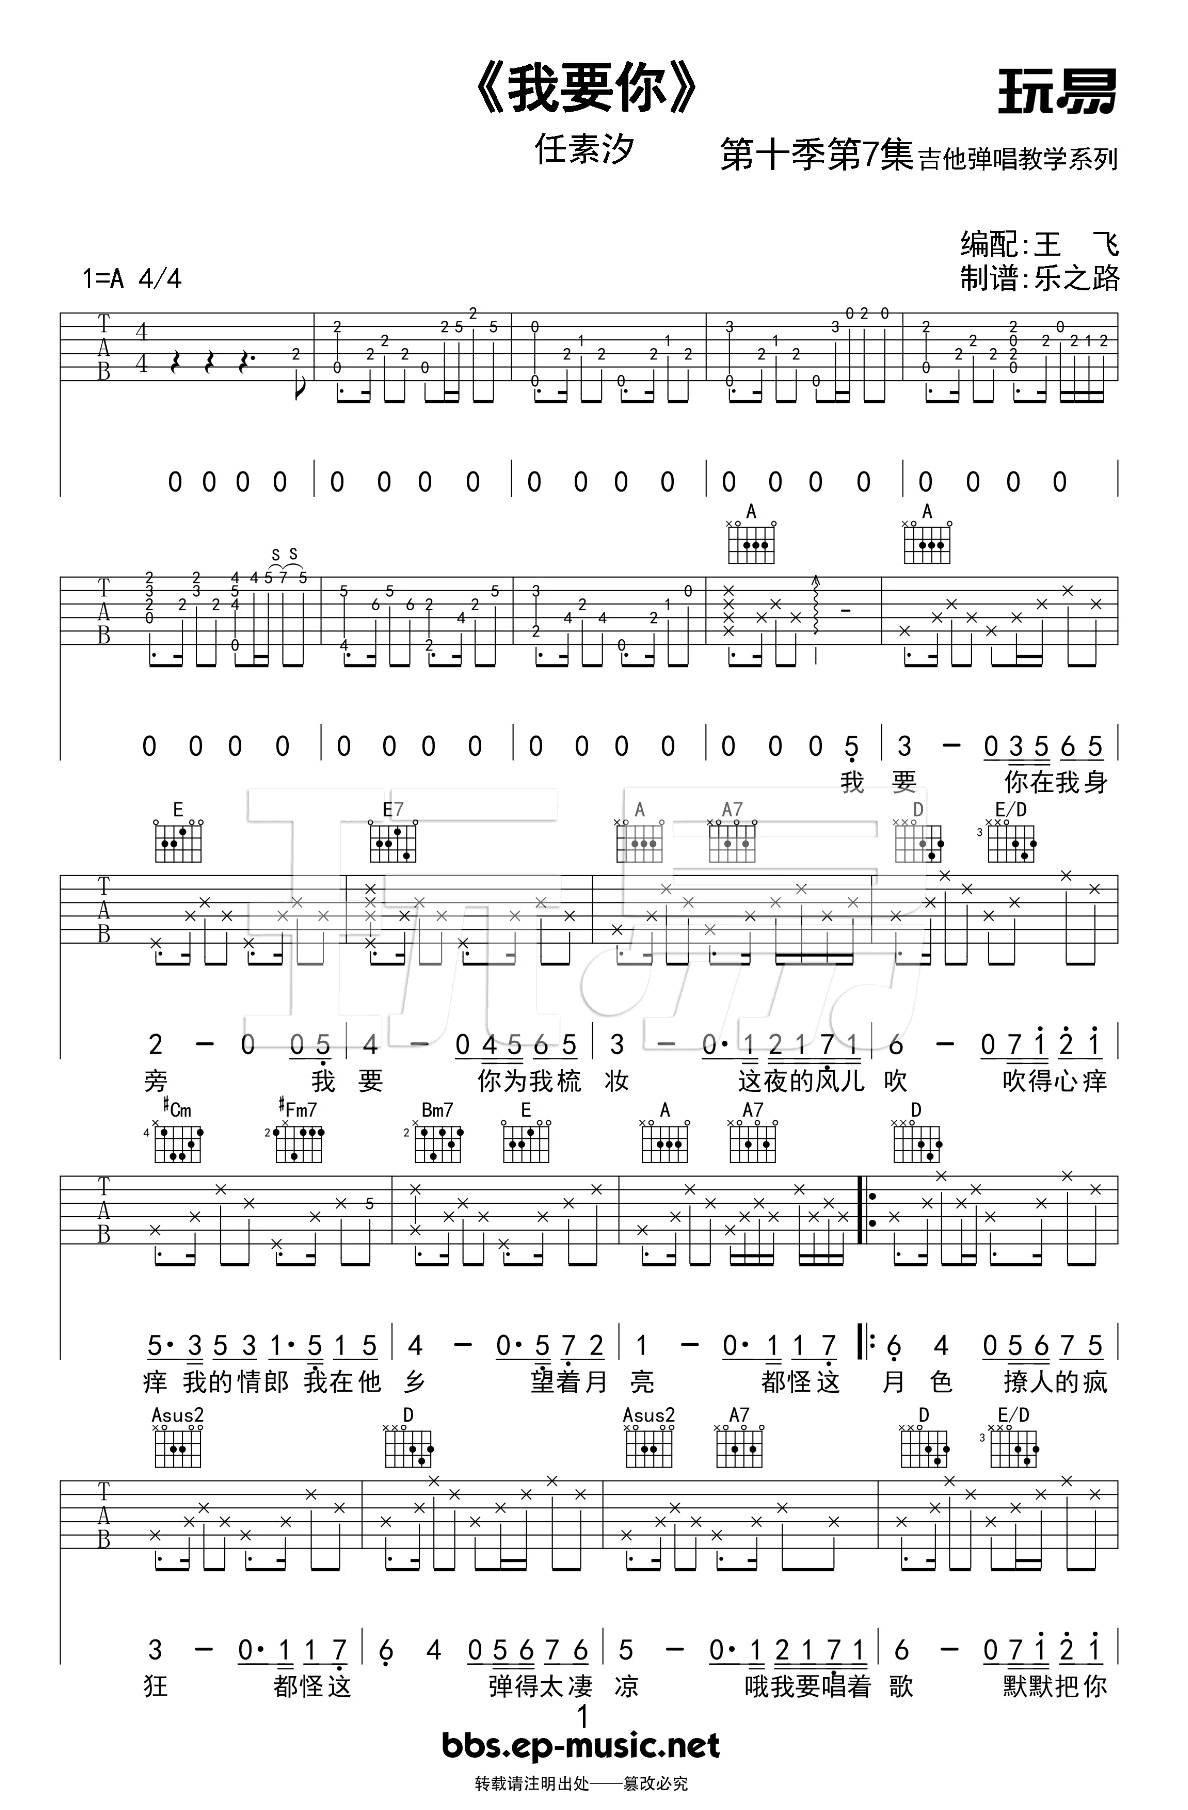 《我要你》
玩易
任素汐
第十季第7集吉他弹唱教学系列
编配:王 飞
1=A 4/4
制谱:乐之路
0 0 0 0 | 0 0 0 0 | 0 0 0 0 | 0 0 0 0 | 0 0 0 0
S S
A A
0 0 0 0 | 0 0 0 0 | 0 0 0 0 | 0 0 0 5 | 3 - 0 3 5 6 5
我 要 你在我身
E E7 A A7 D E/D
2 - 0 0 5 | 4 - 0 4 5 6 5 | 3 - 0· 1 2 1 7 1 | 6 - 0 7 1 2 1
旁 我 要 你为我梳 妆 这夜的风儿 吹 吹得心痒
#Cm #Fm7 Bm7 E A A7 D
5· 3 5 3 1· 5 1 5 | 4 - 0· 5 7 2 | 1 - 0· 1 1 7 |: 6 4 0 5 6 7 5
痒 我的情郎 我在他 乡 望着月 亮 都怪这 月 色 撩人的疯
Asus2 D Asus2 A7 D E/D
3 - 0· 1 1 7 | 6 4 0 5 6 7 6 | 5 - 0· 1 2 1 7 1 | 6 - 0 7 1 2 1
狂 都怪这 弹得太凄 凉 哦我要唱着 歌 默默把你
1
bbs.ep-music.net
转载请注明出处——篡改必究